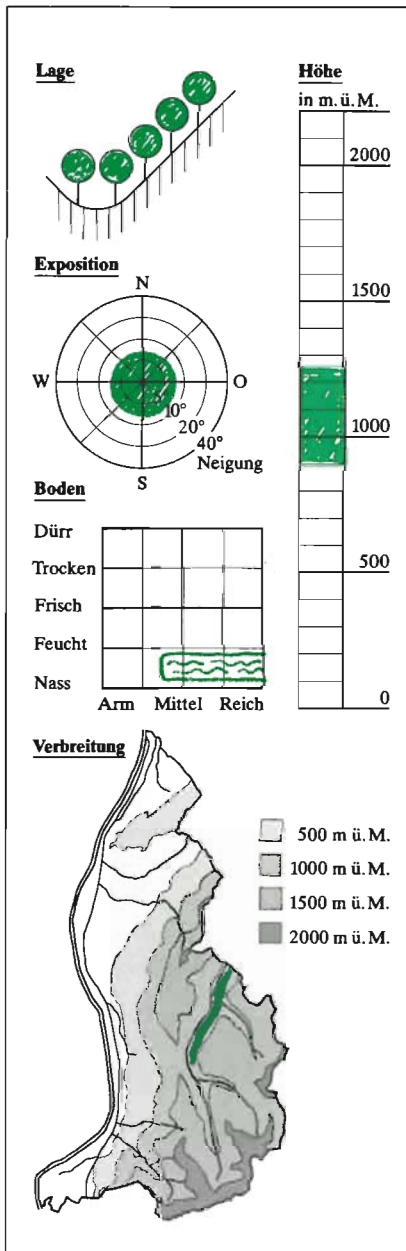 Lage
Höhe
in m. ü. M.
2000
1500
1000
500
0
Exposition
N
W
O
S
10°
20°
40°
Neigung
Boden
Dürr
Trocken
Frisch
Feucht
Nass
Arm Mittel Reich
Verbreitung
500 m ü. M.
1000 m ü. M.
1500 m ü. M.
2000 m ü. M.